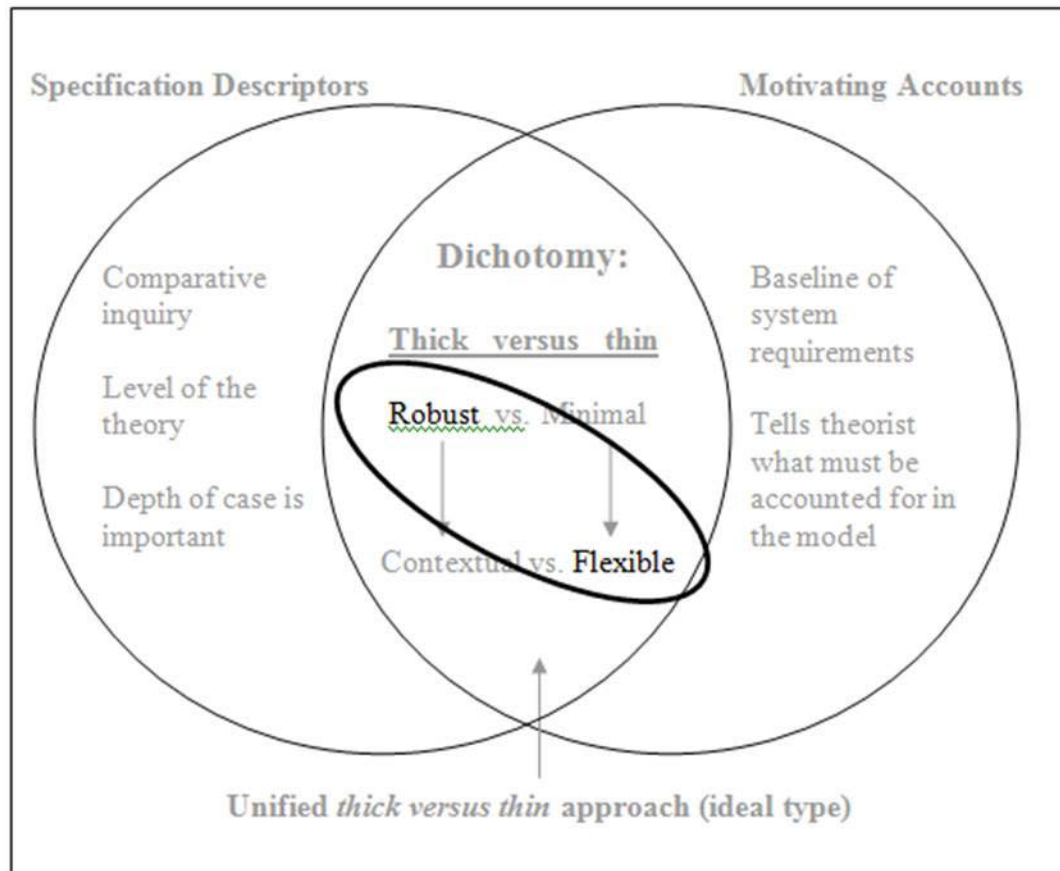 Specification Descriptors
Motivating Accounts
Dichotomy:
Thick versus thin
Robust vs. Minimal
Contextual vs. Flexible
Comparative
inquiry
Level of the
theory
Depth of case is
important
Baseline of
system
requirements
Tells theorist
what must be
accounted for in
the model
Unified thick versus thin approach (ideal type)